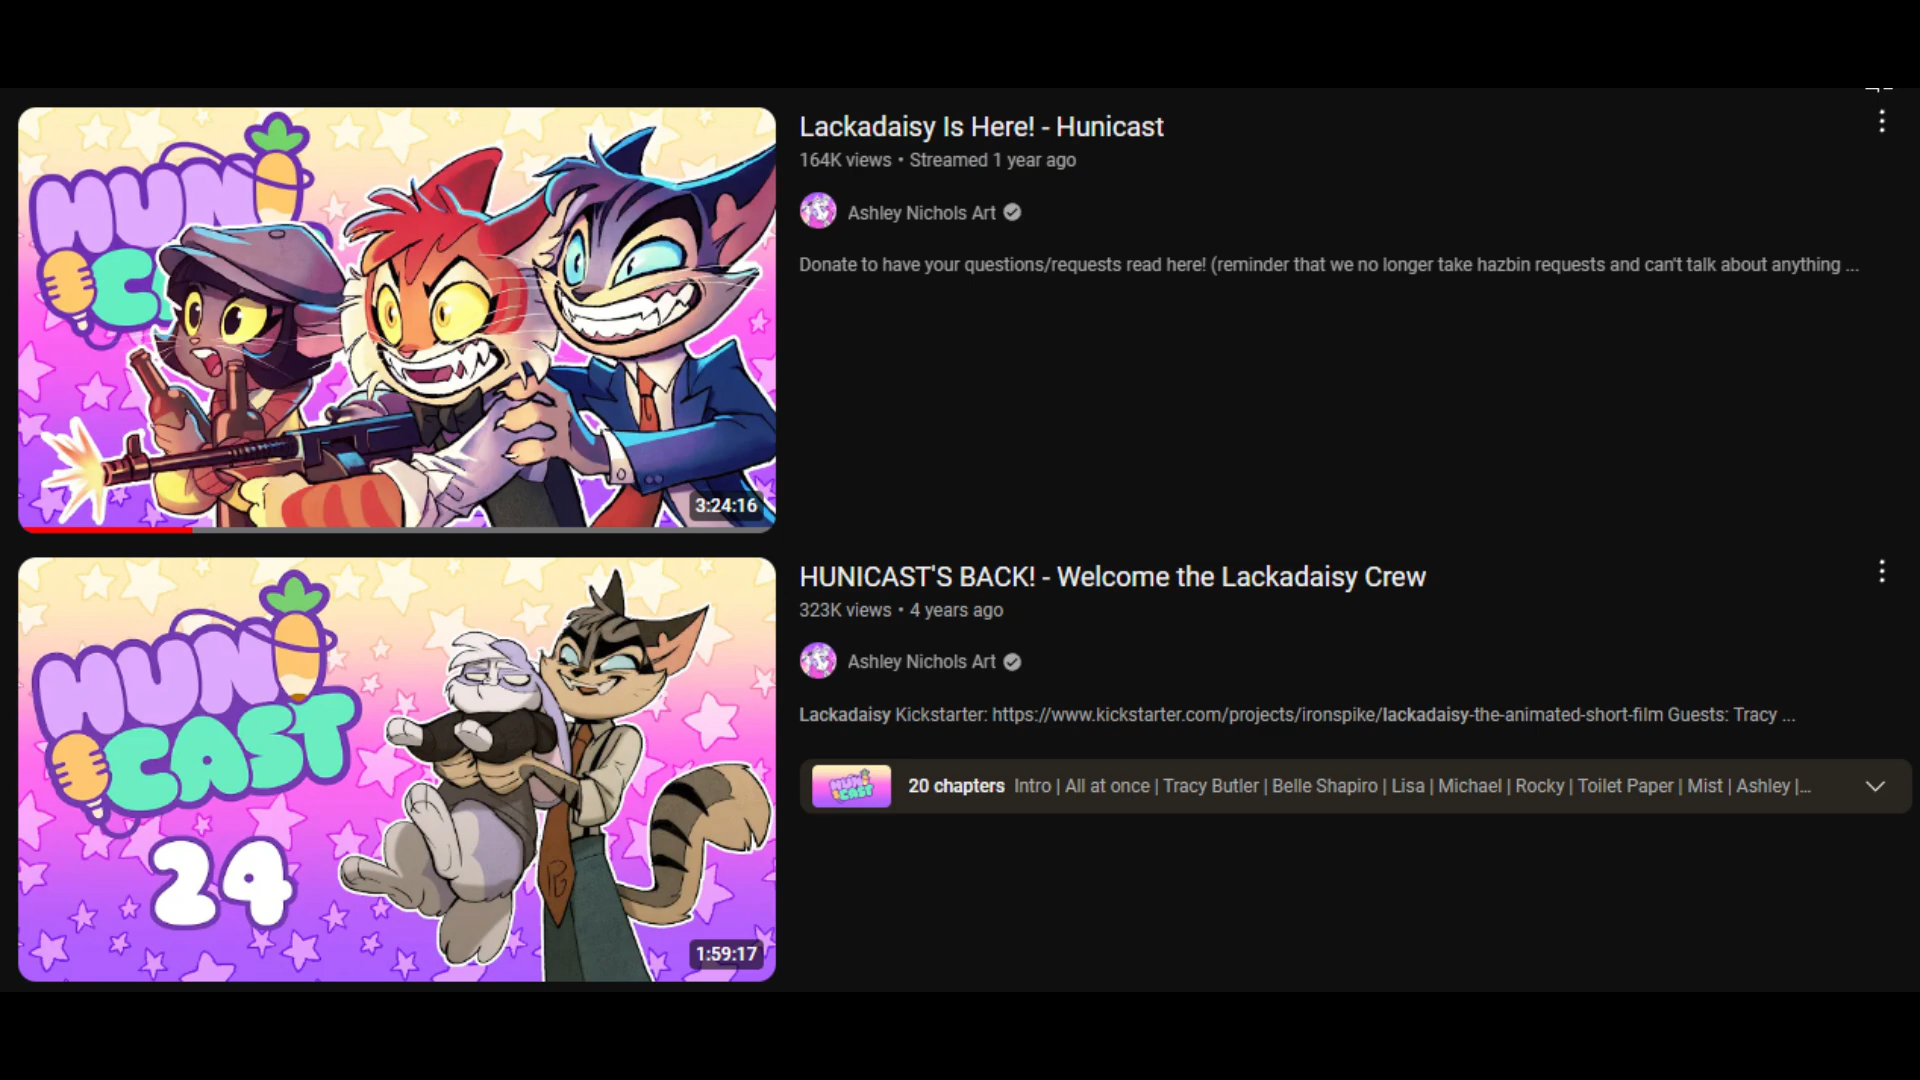 HUNI
C
3:24:16
Lackadaisy Is Here! - Hunicast
164K views • Streamed 1 year ago
Ashley Nichols Art
Donate to have your questions/requests read here! (reminder that we no longer take hazbin requests and can't talk about anything ...
HUNI
CAST
24
1:59:17
HUNICAST'S BACK! - Welcome the Lackadaisy Crew
323K views • 4 years ago
Ashley Nichols Art
Lackadaisy Kickstarter: https://www.kickstarter.com/projects/ironspike/lackadaisy-the-animated-short-film Guests: Tracy ...
HUNI
CAST
20 chapters Intro | All at once | Tracy Butler | Belle Shapiro | Lisa | Michael | Rocky | Toilet Paper | Mist | Ashley |...